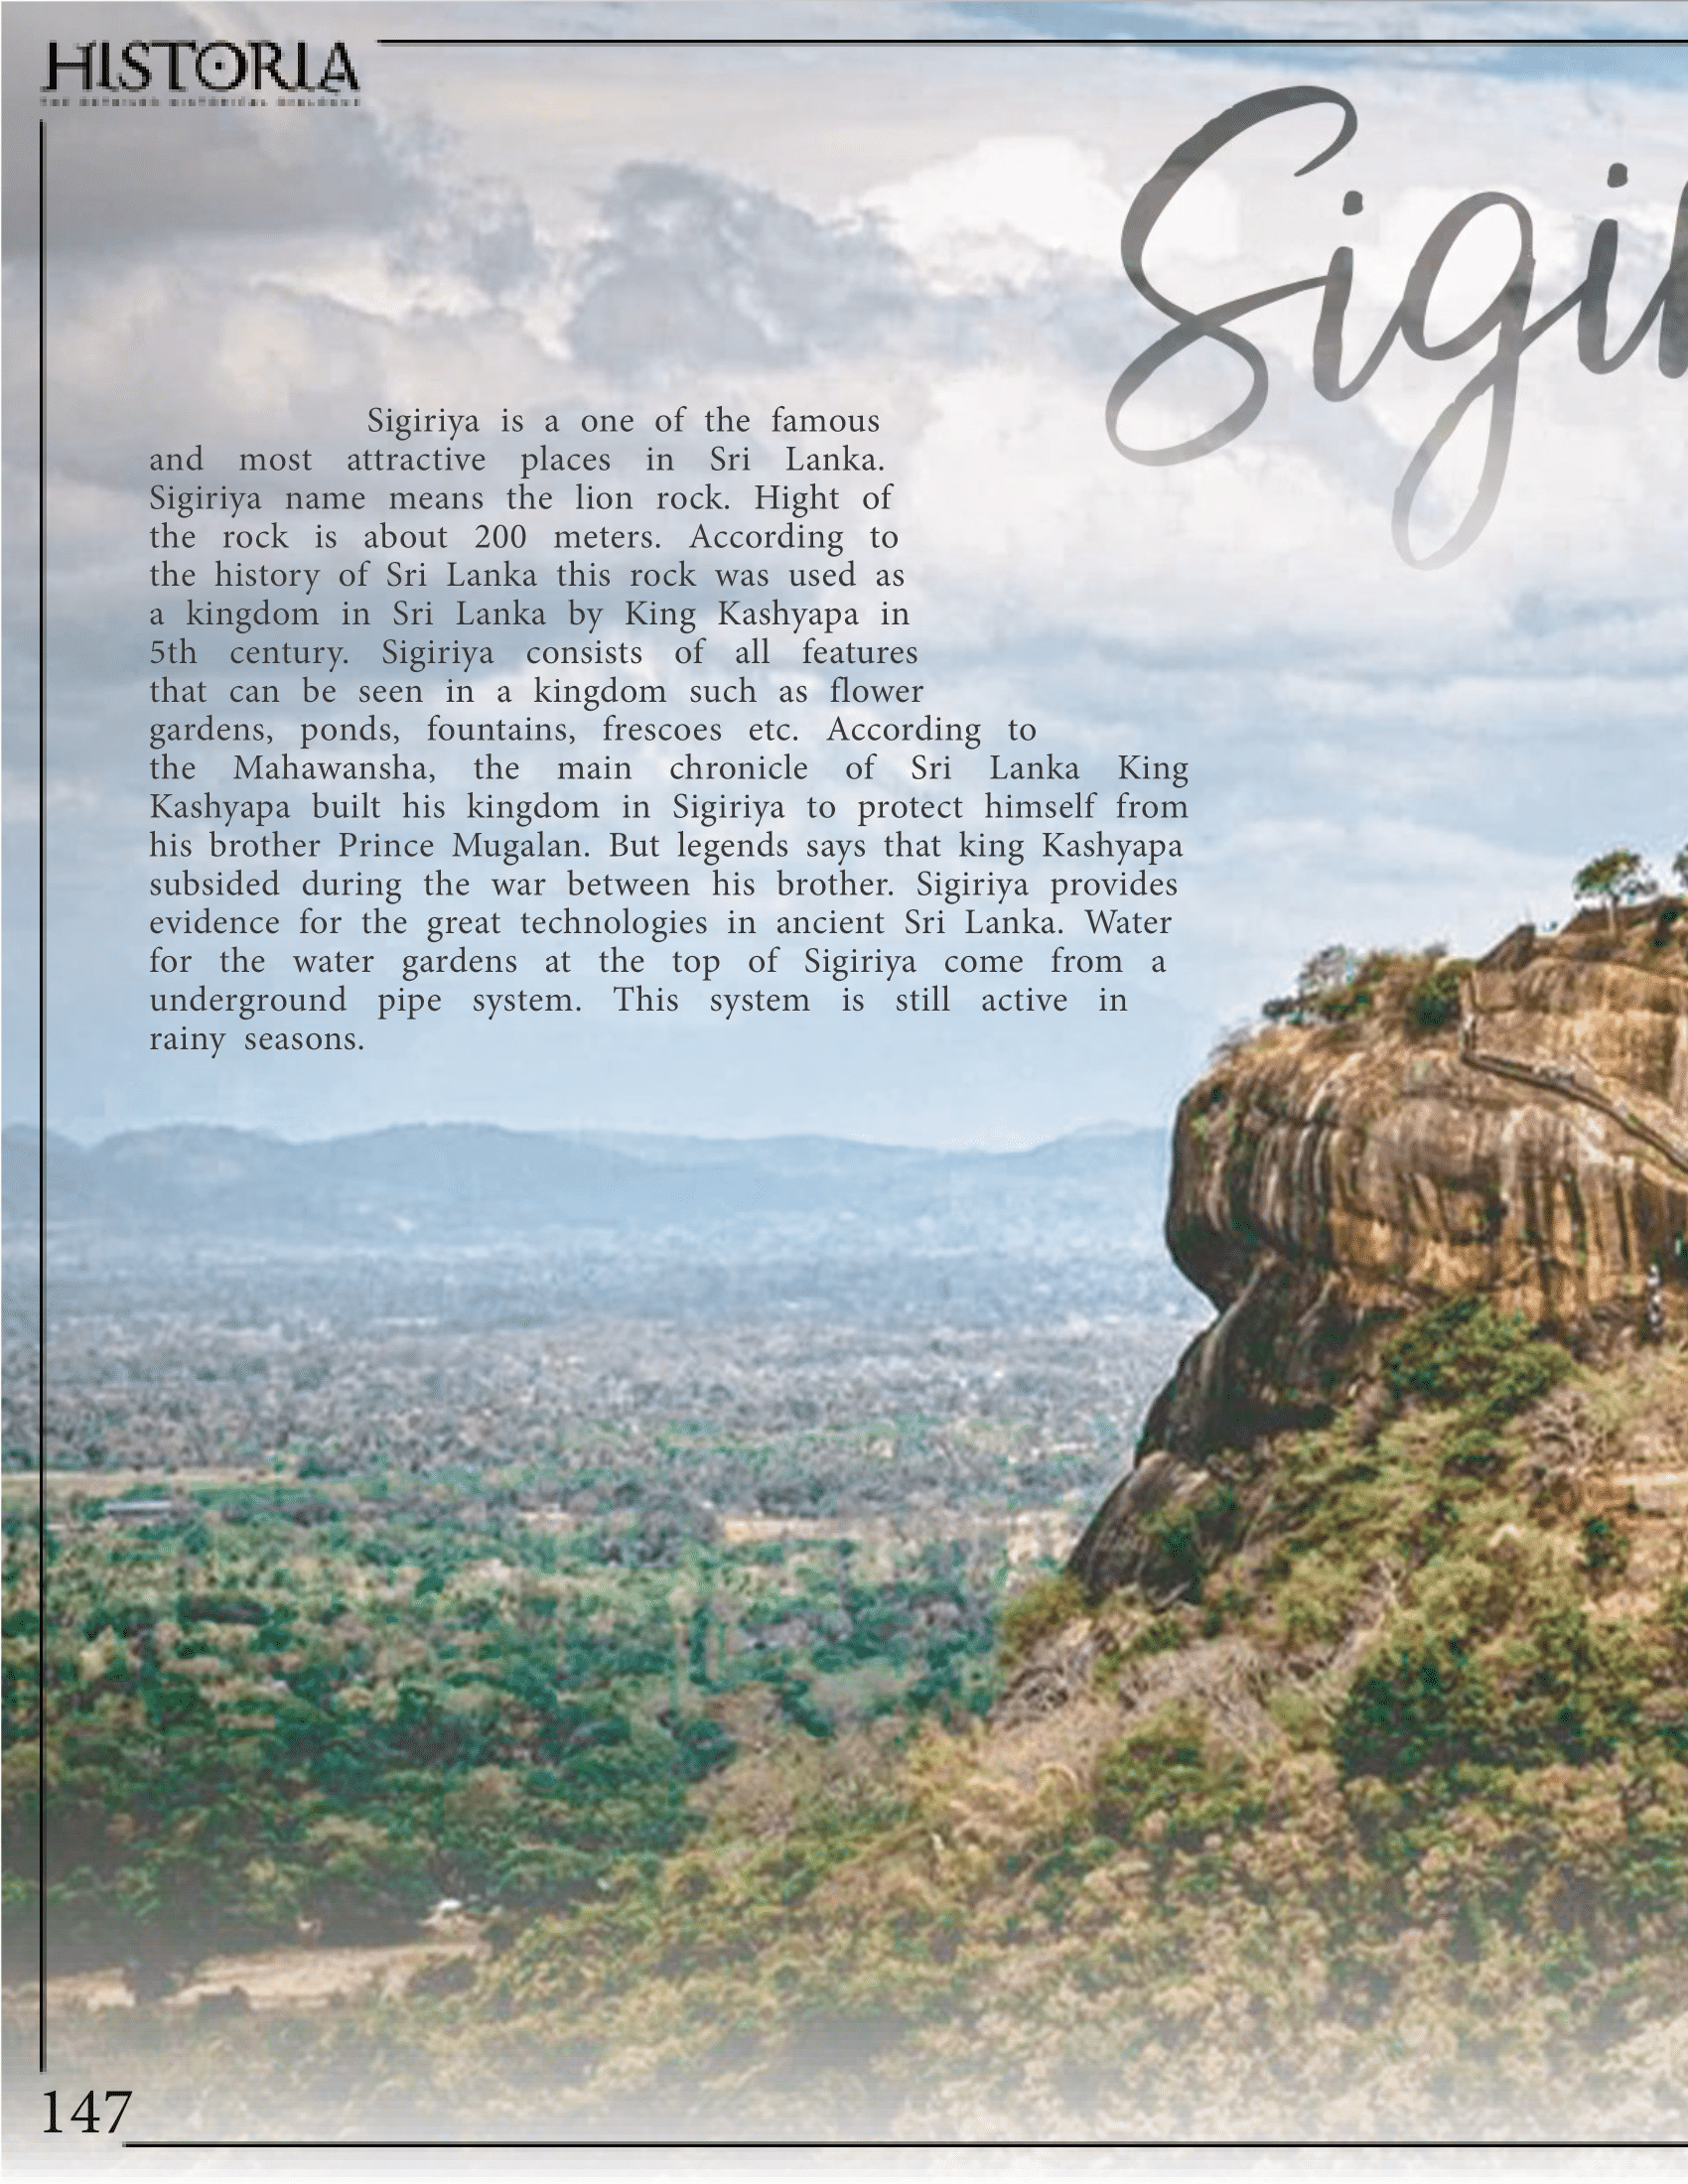 HISTORIA
Sigi
Sigiriya is a one of the famous
and most attractive places in Sri Lanka.
Sigiriya name means the lion rock. Hight of
the rock is about 200 meters. According to
the history of Sri Lanka this rock was used as
a kingdom in Sri Lanka by King Kashyapa in
5th century. Sigiriya consists of all features
that can be seen in a kingdom such as flower
gardens, ponds, fountains, frescoes etc. According to
the Mahawansha, the main chronicle of Sri Lanka King
Kashyapa built his kingdom in Sigiriya to protect himself from
his brother Prince Mugalan. But legends says that king Kashyapa
subsided during the war between his brother. Sigiriya provides
evidence for the great technologies in ancient Sri Lanka. Water
for the water gardens at the top of Sigiriya come from a
underground pipe system. This system is still active in
rainy seasons.
147